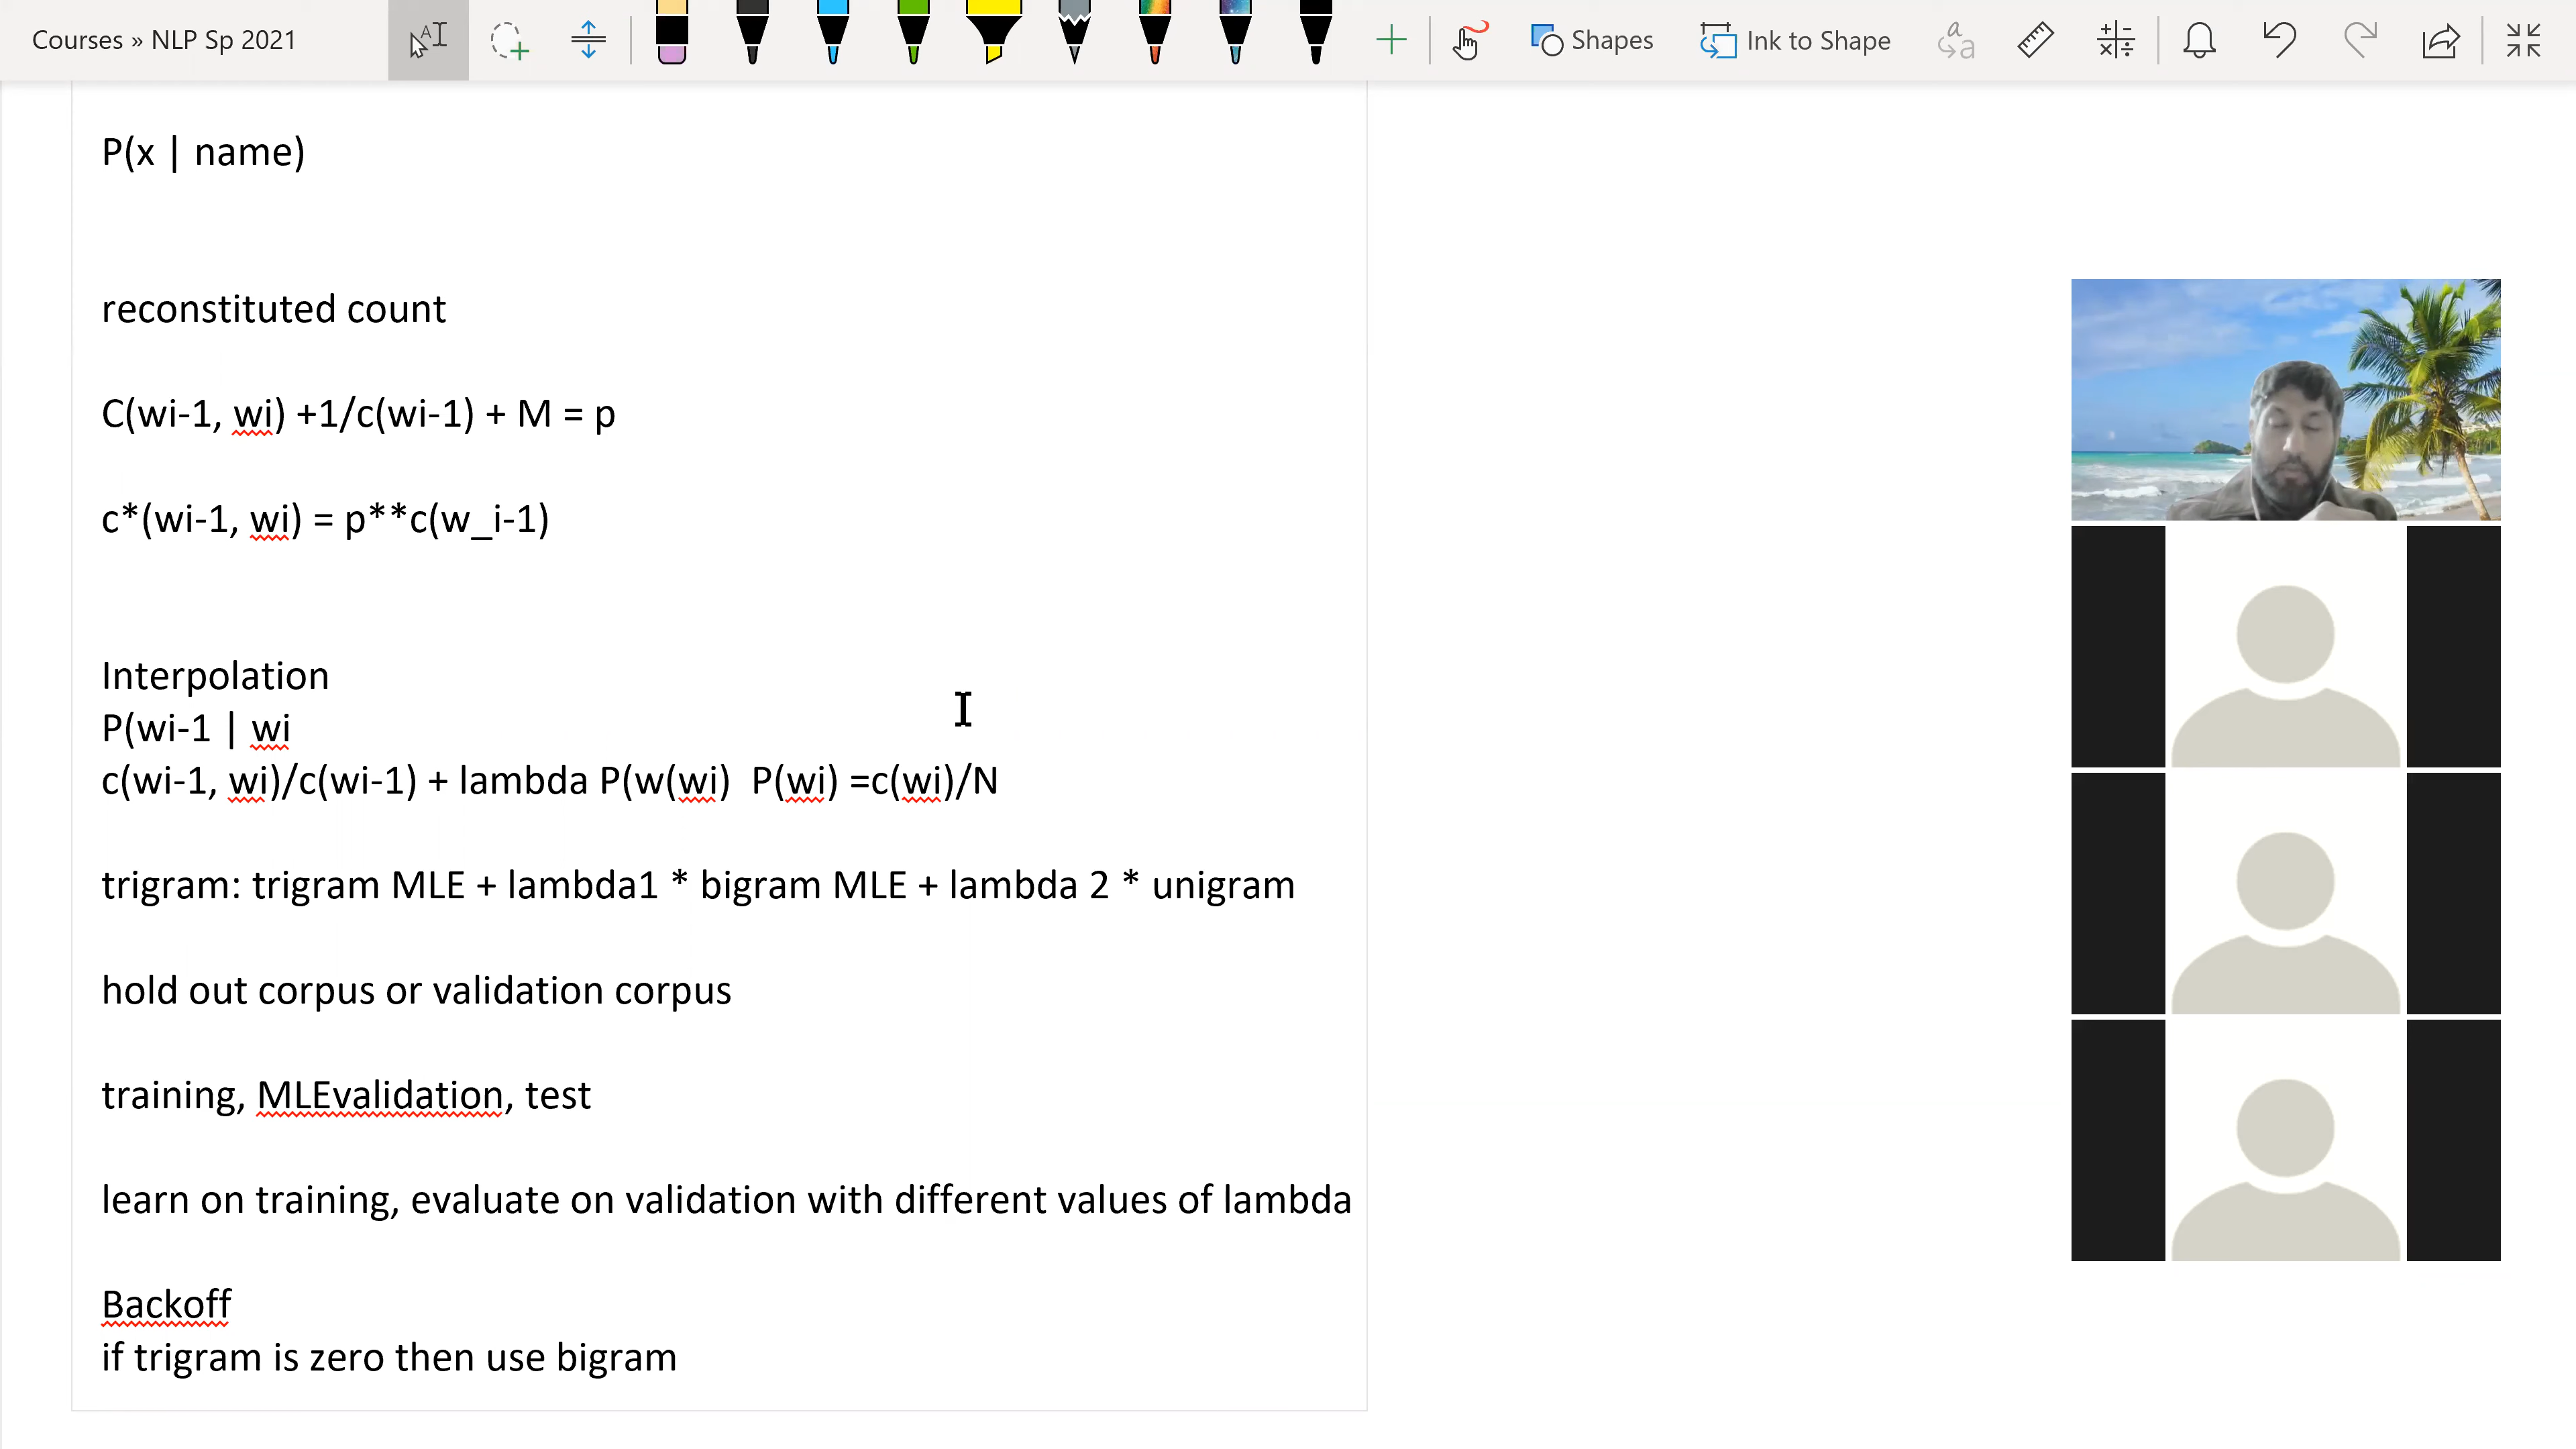 Courses » NLP Sp 2021
Shapes
Ink to Shape
P(x | name)
reconstituted count
C(wi-1, wi) +1/c(wi-1) + M = p
c*(wi-1, wi) = p**c(w_i-1)
Interpolation
P(wi-1 | wi
c(wi-1, wi)/c(wi-1) + lambda P(w(wi)  P(wi) =c(wi)/N
trigram: trigram MLE + lambda1 * bigram MLE + lambda 2 * unigram
hold out corpus or validation corpus
training, MLEvalidation, test
learn on training, evaluate on validation with different values of lambda
Backoff
if trigram is zero then use bigram